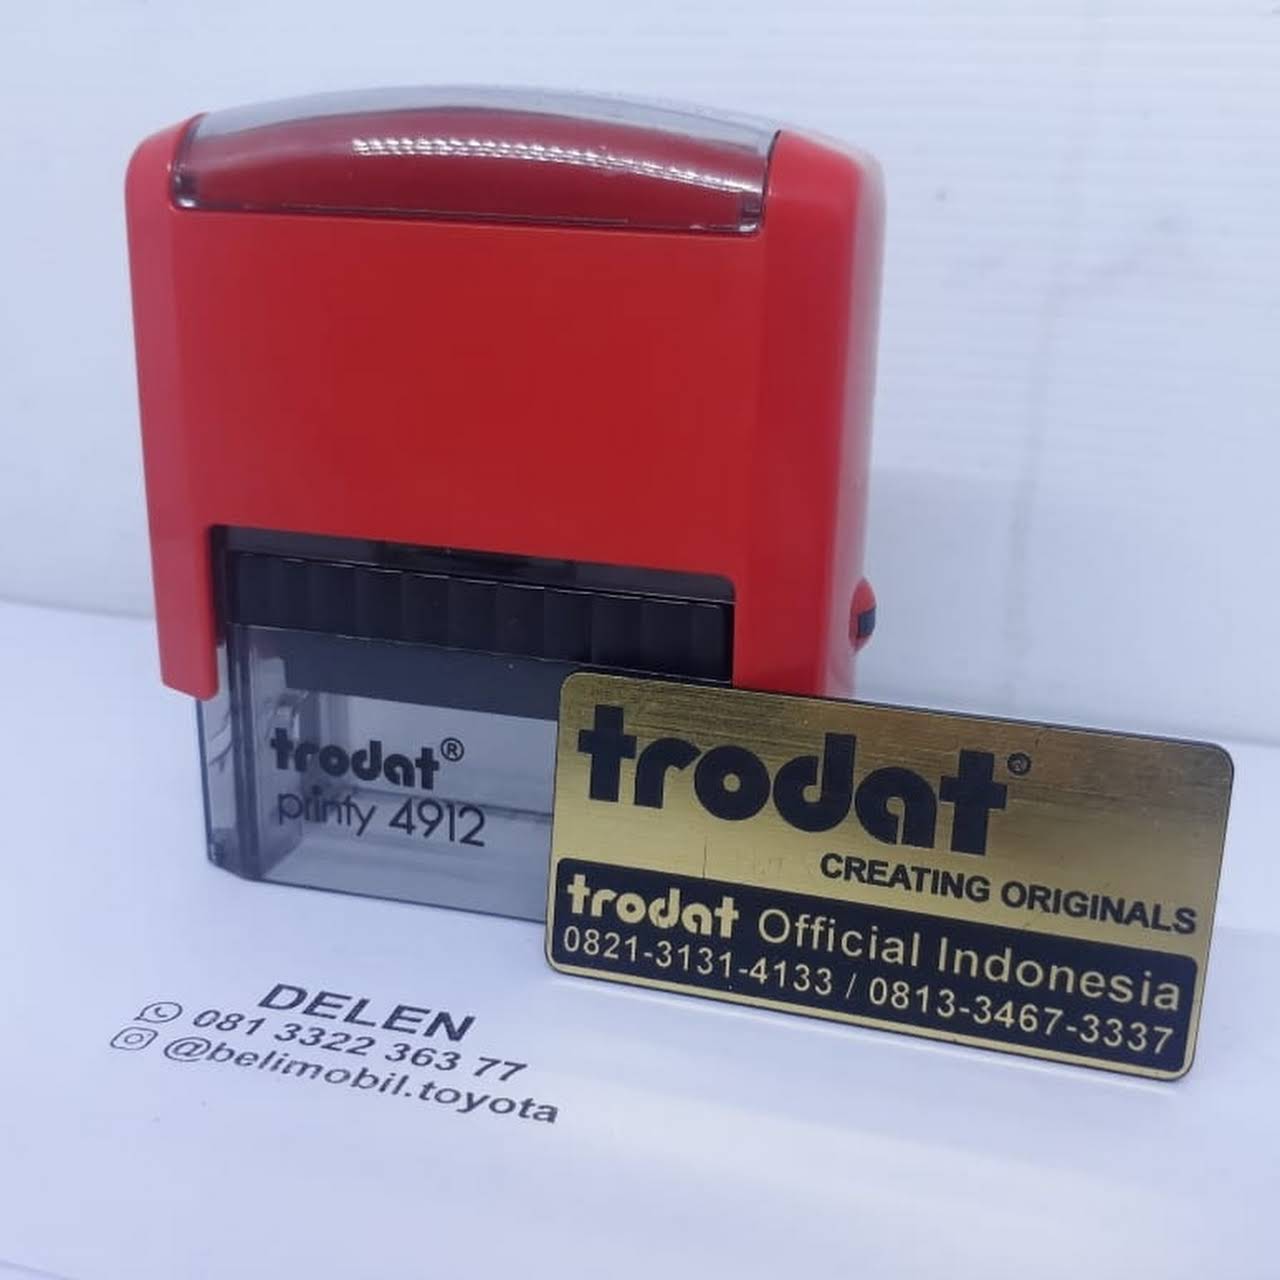 trodat®
printy 4912
trodat®
CREATING ORIGINALS
trodat Official Indonesia
0821-3131-4133 / 0813-3467-3337
DELEN
081 3322 363 77
@belimobil.toyota